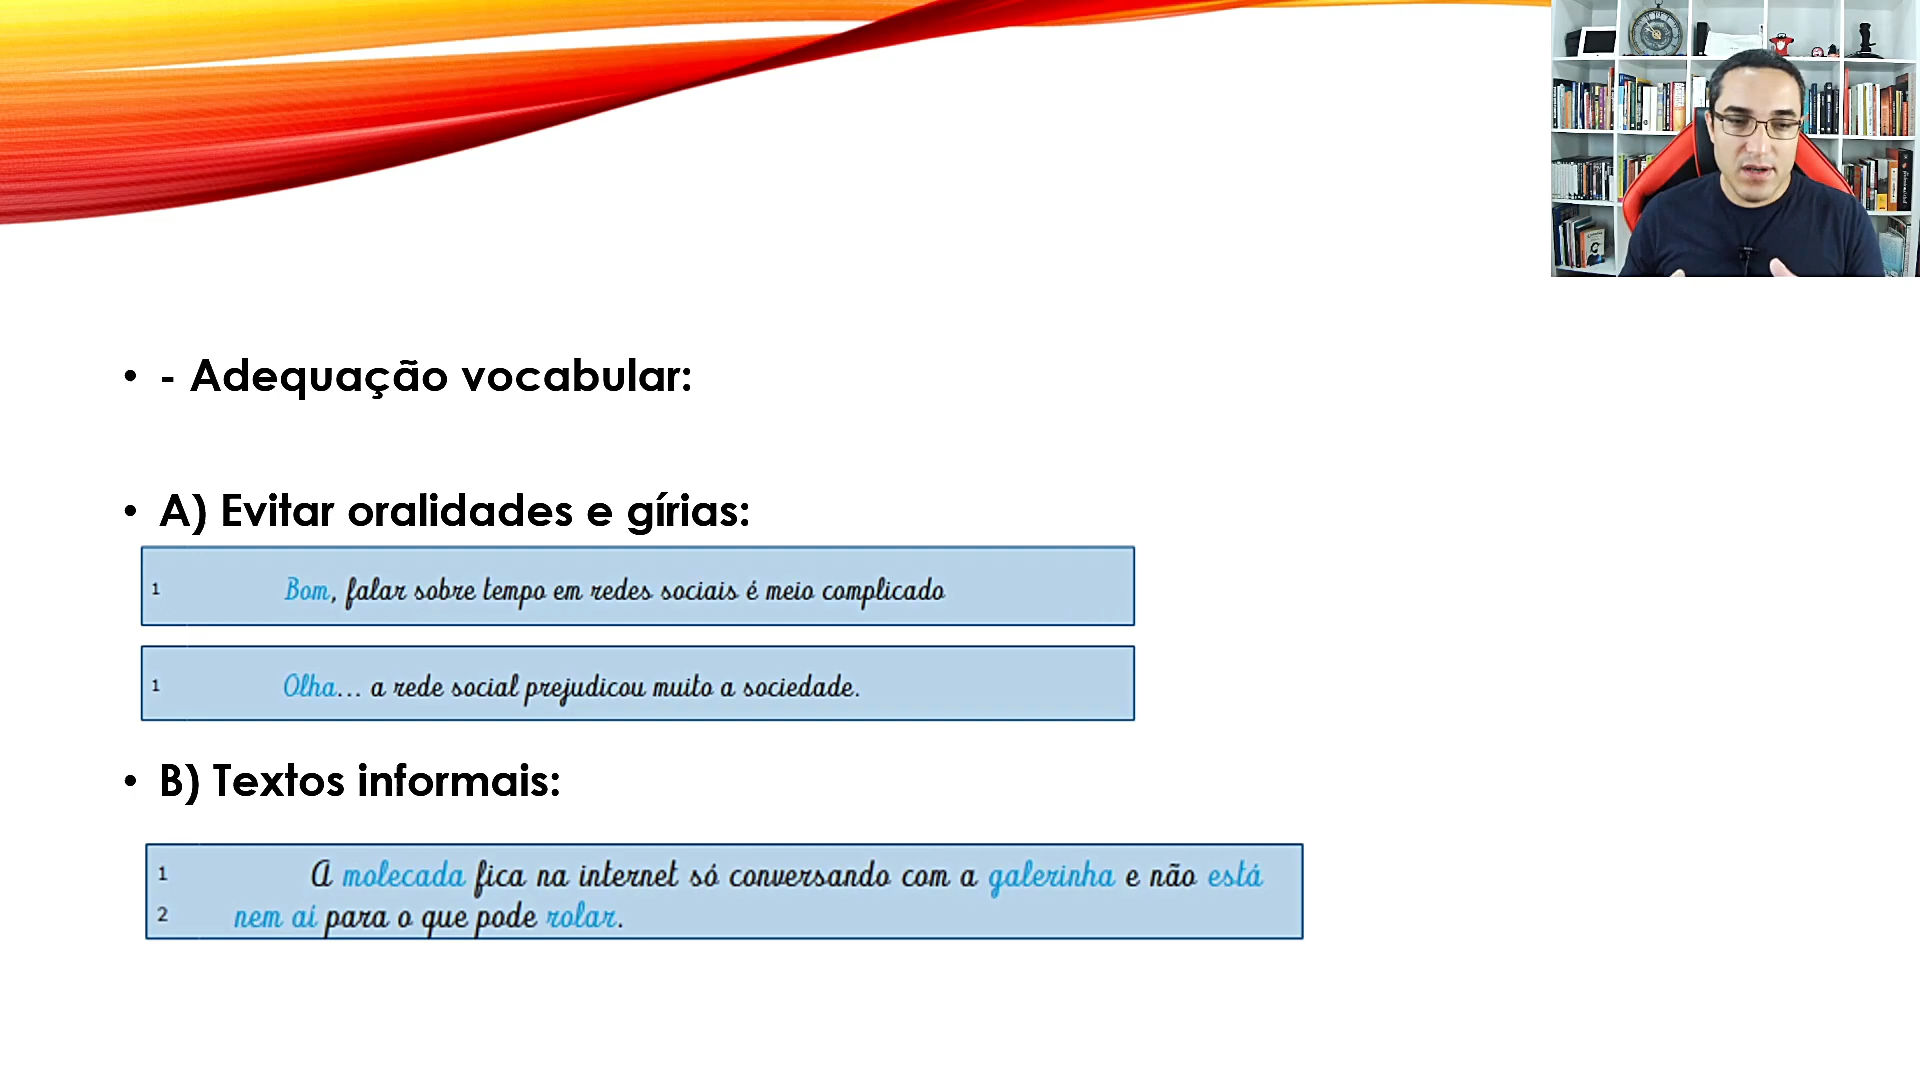 • - Adequação vocabular:
• A) Evitar oralidades e gírias:
1 Bom, falar sobre tempo em redes sociais é meio complicado
1 Olha... a rede social prejudicou muito a sociedade.
• B) Textos informais:
1 A molecada fica na internet só conversando com a galerinha e não está
2 nem aí para o que pode rolar.